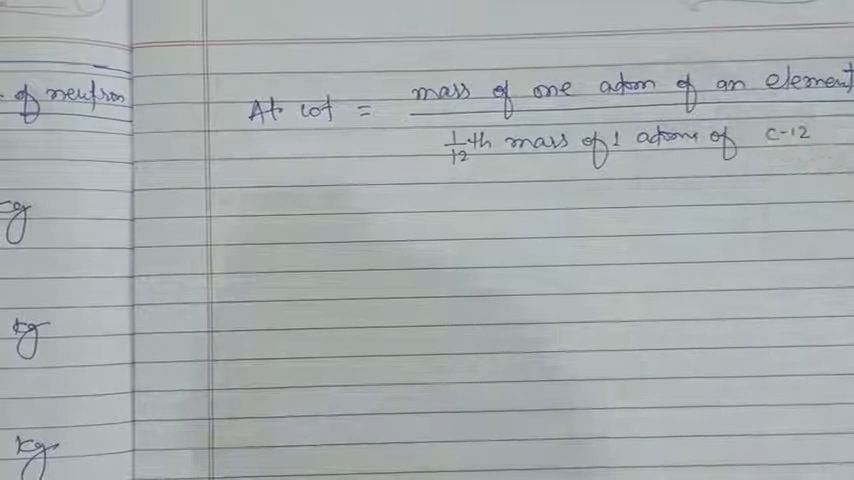 of neutron
kg
kg
kg
At wt = mass of one atom of an element
1/12 th mass of 1 atom of C-12